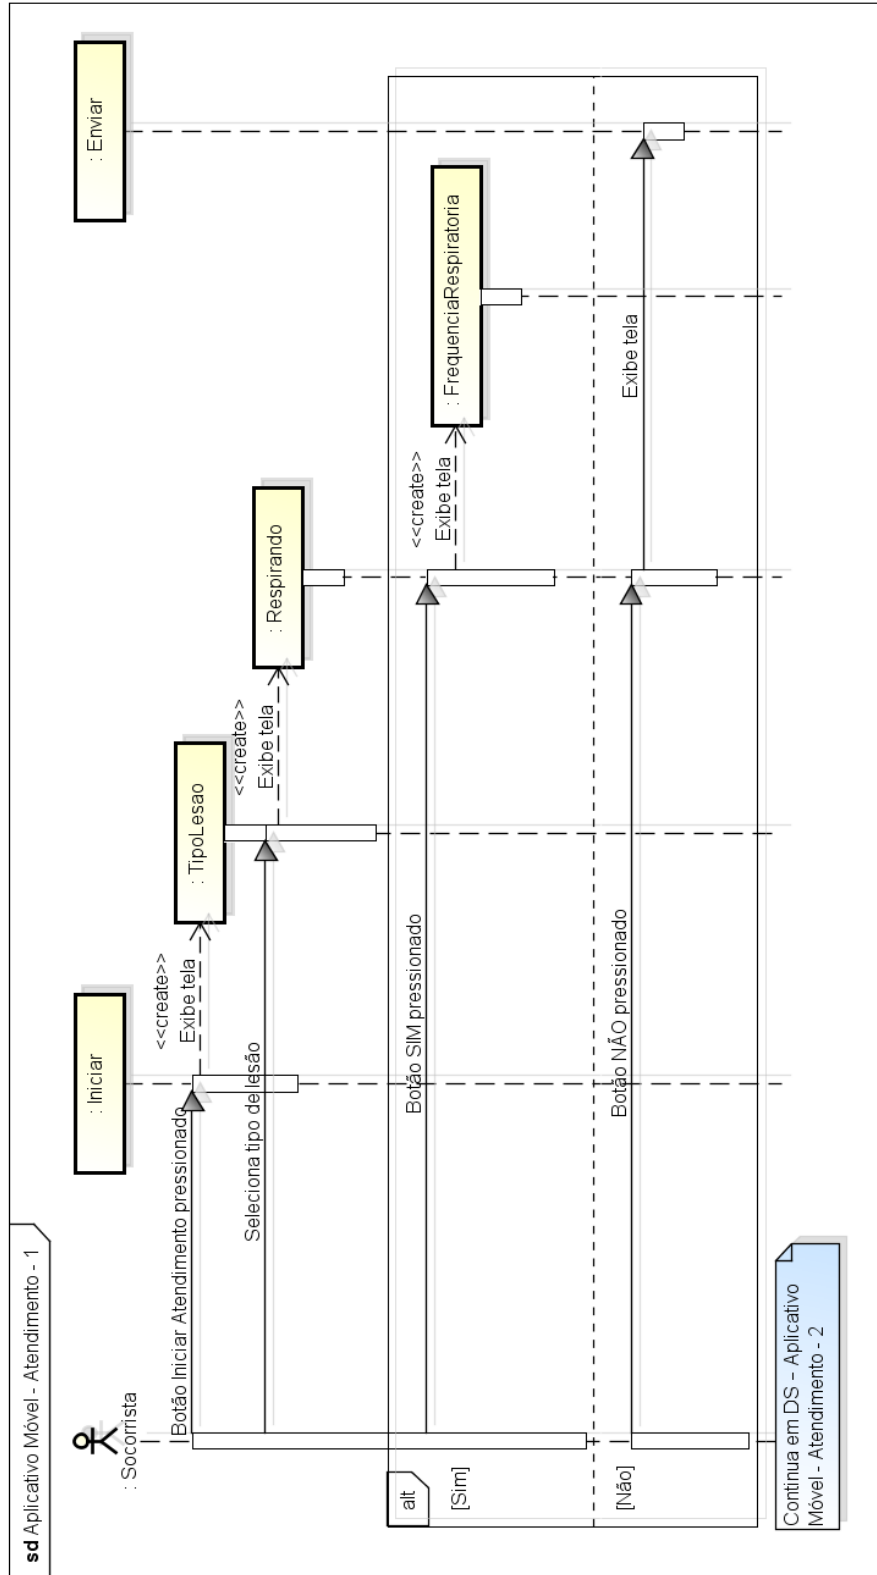 sd Aplicativo Móvel - Atendimento - 1
: Socorrista
: Iniciar
: Enviar
Botão Iniciar Atendimento pressionado
<<create>>
Exibe tela
: TipoLesao
Seleciona tipo de lesão
<<create>>
Exibe tela
: Respirando
alt
[Sim]
Botão SIM pressionado
<<create>>
Exibe tela
: FrequenciaRespiratoria
[Não]
Botão NÃO pressionado
Exibe tela
Continua em DS - Aplicativo
Móvel - Atendimento - 2